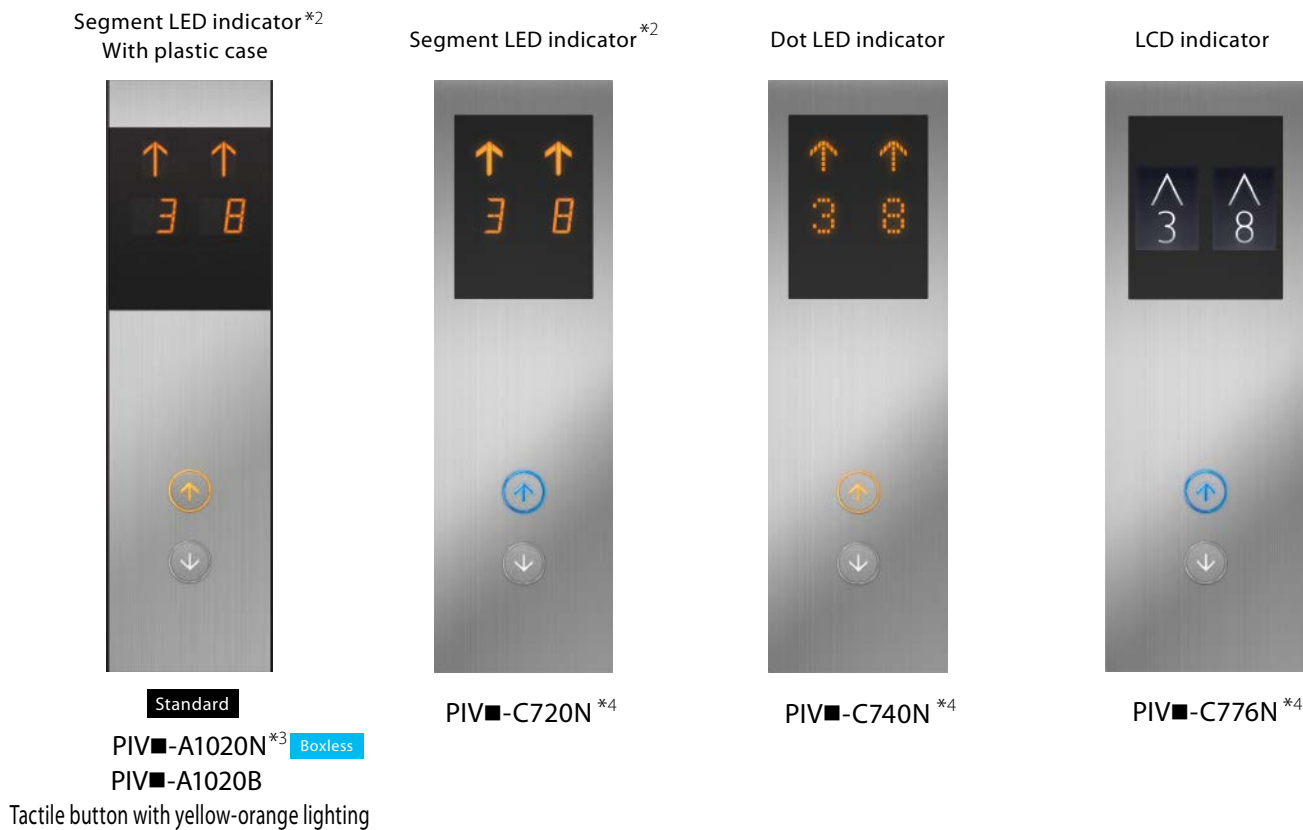 Segment LED indicator*2
With plastic case
Segment LED indicator*2
Dot LED indicator
LCD indicator
↑ ↑
3 8
↑ ↑
3 8
↑ ↑
3 8
∧ ∧
3 8
↑
↓
↑
↓
↑
↓
↑
↓
Standard
PIV■-A1020N*3 Boxless
PIV■-A1020B
Tactile button with yellow-orange lighting
PIV■-C720N*4
PIV■-C740N*4
PIV■-C776N*4